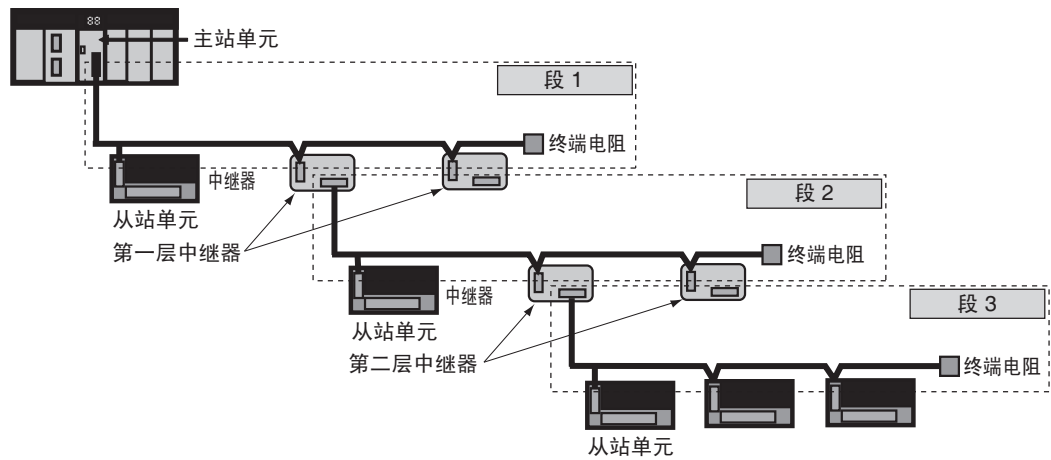 88
主站单元
段 1
终端电阻
中继器
从站单元
第一层中继器
段 2
终端电阻
中继器
从站单元
第二层中继器
段 3
终端电阻
从站单元